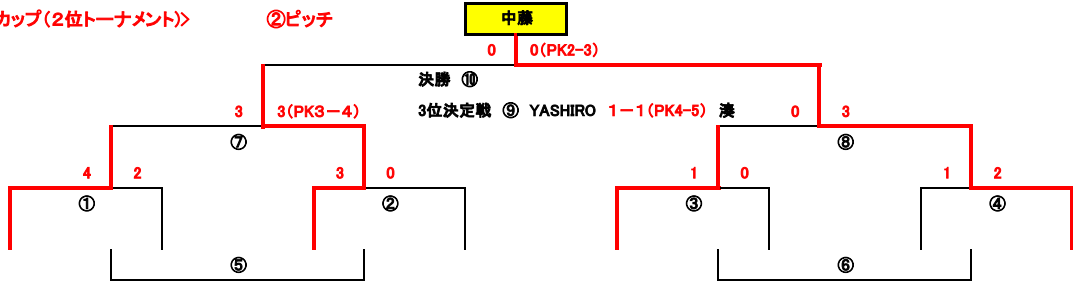 カップ(２位トーナメント)> ②ピッチ
中藤
0 0(PK2-3)
決勝 ⑩
3位決定戦 ⑨ YASHIRO 1－1(PK4-5) 湊
3 3(PK３－４) 0 3
⑦ ⑧
4 2 3 0 1 0 1 2
① ② ③ ④
⑤ ⑥